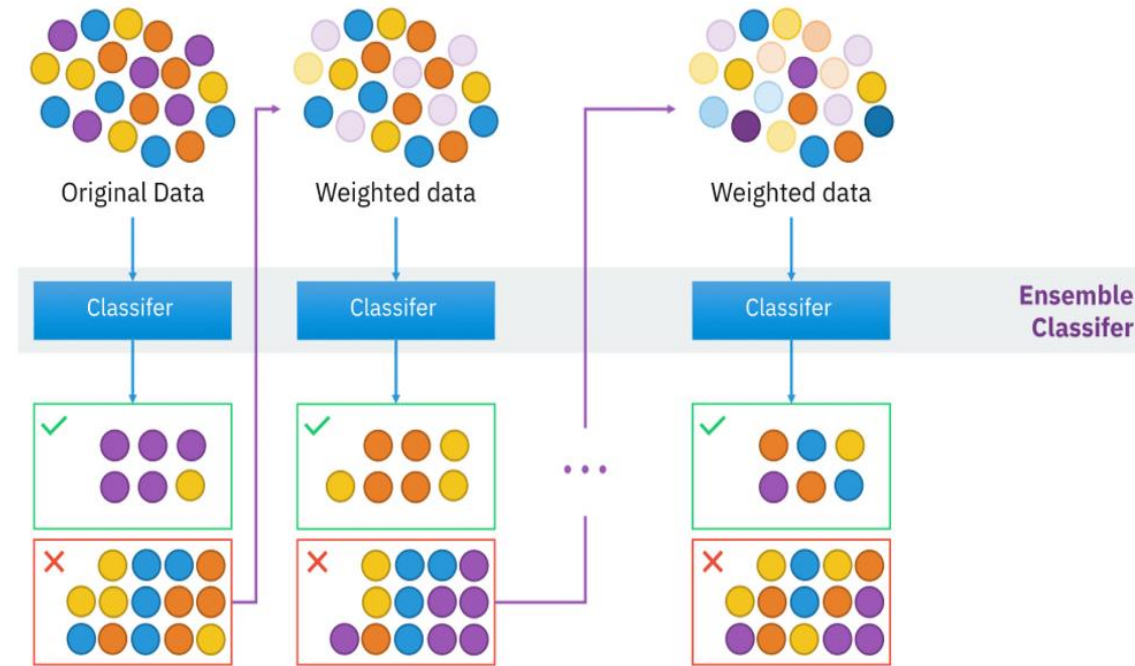 Original Data
Weighted data
Weighted data
Classifer
Classifer
Classifer
Ensemble
Classifer